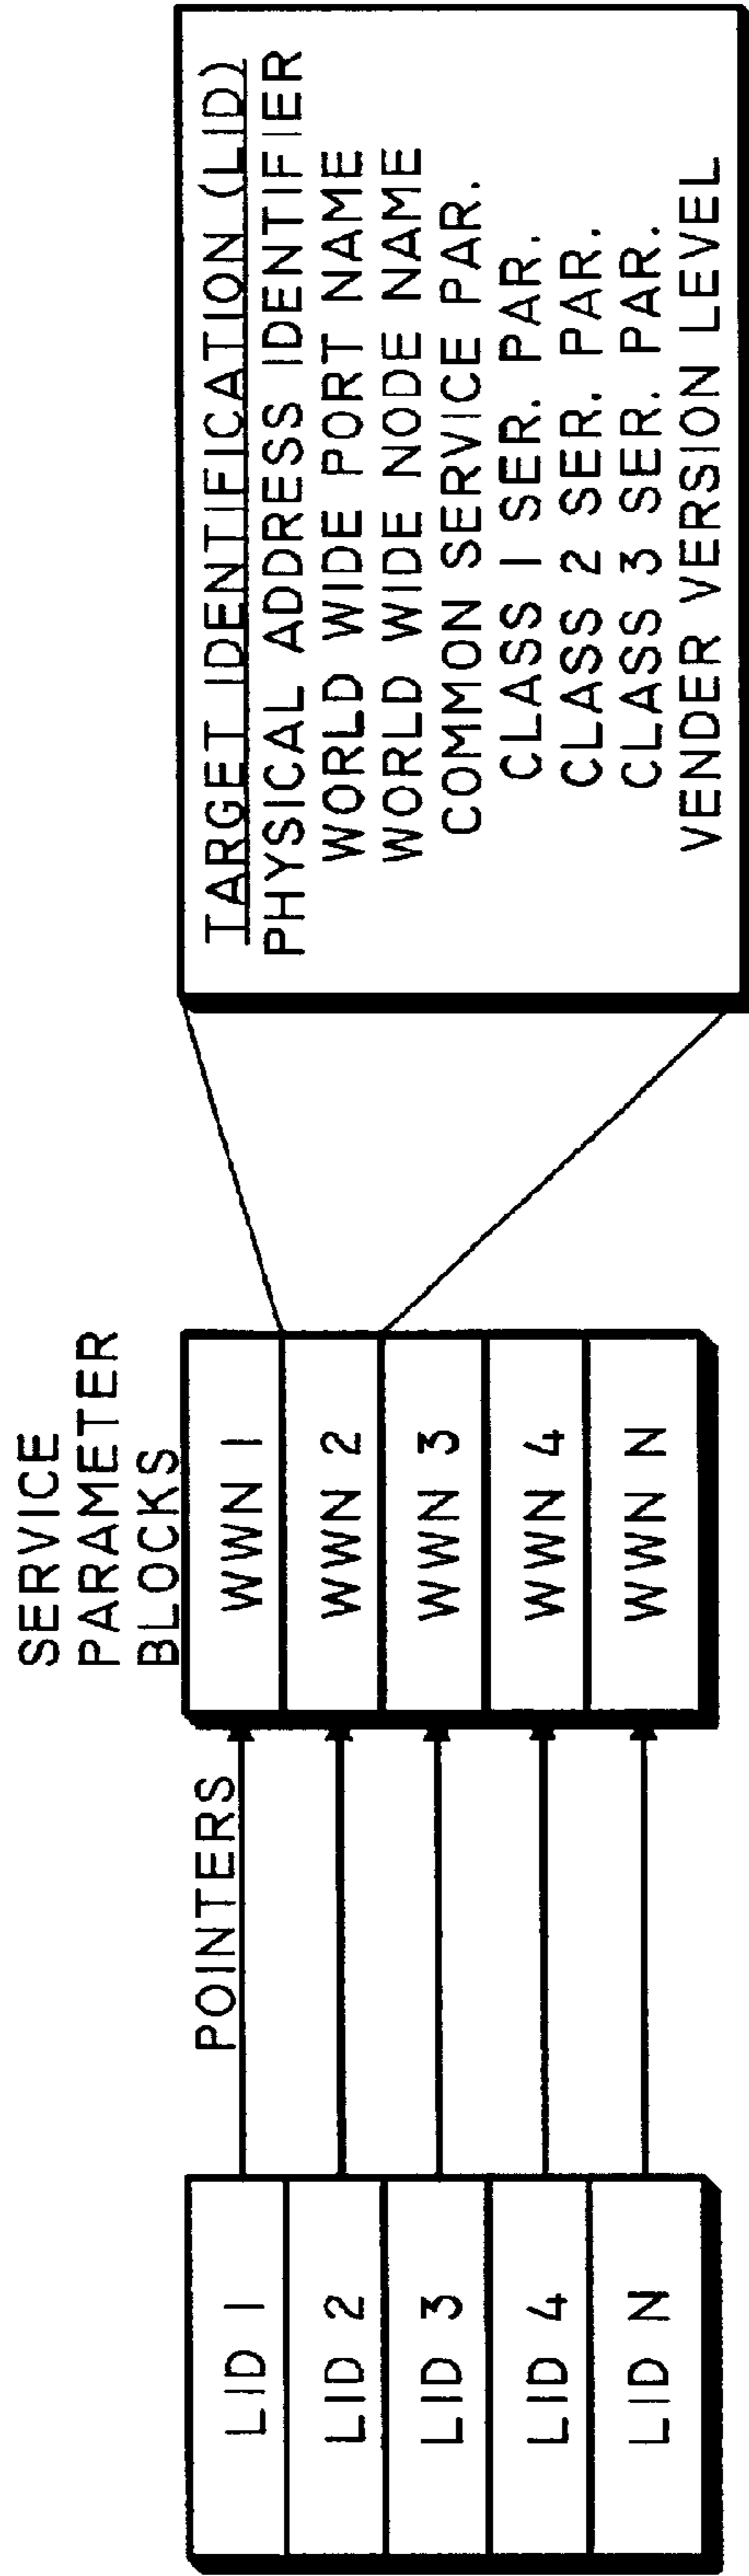 LID 1
LID 2
LID 3
LID 4
LID N
POINTERS
SERVICE
PARAMETER
BLOCKS
WWN 1
WWN 2
WWN 3
WWN 4
WWN N
TARGET IDENTIFICATION (LID)
PHYSICAL ADDRESS IDENTIFIER
WORLD WIDE PORT NAME
WORLD WIDE NODE NAME
COMMON SERVICE PAR.
CLASS 1 SER. PAR.
CLASS 2 SER. PAR.
CLASS 3 SER. PAR.
VENDER VERSION LEVEL